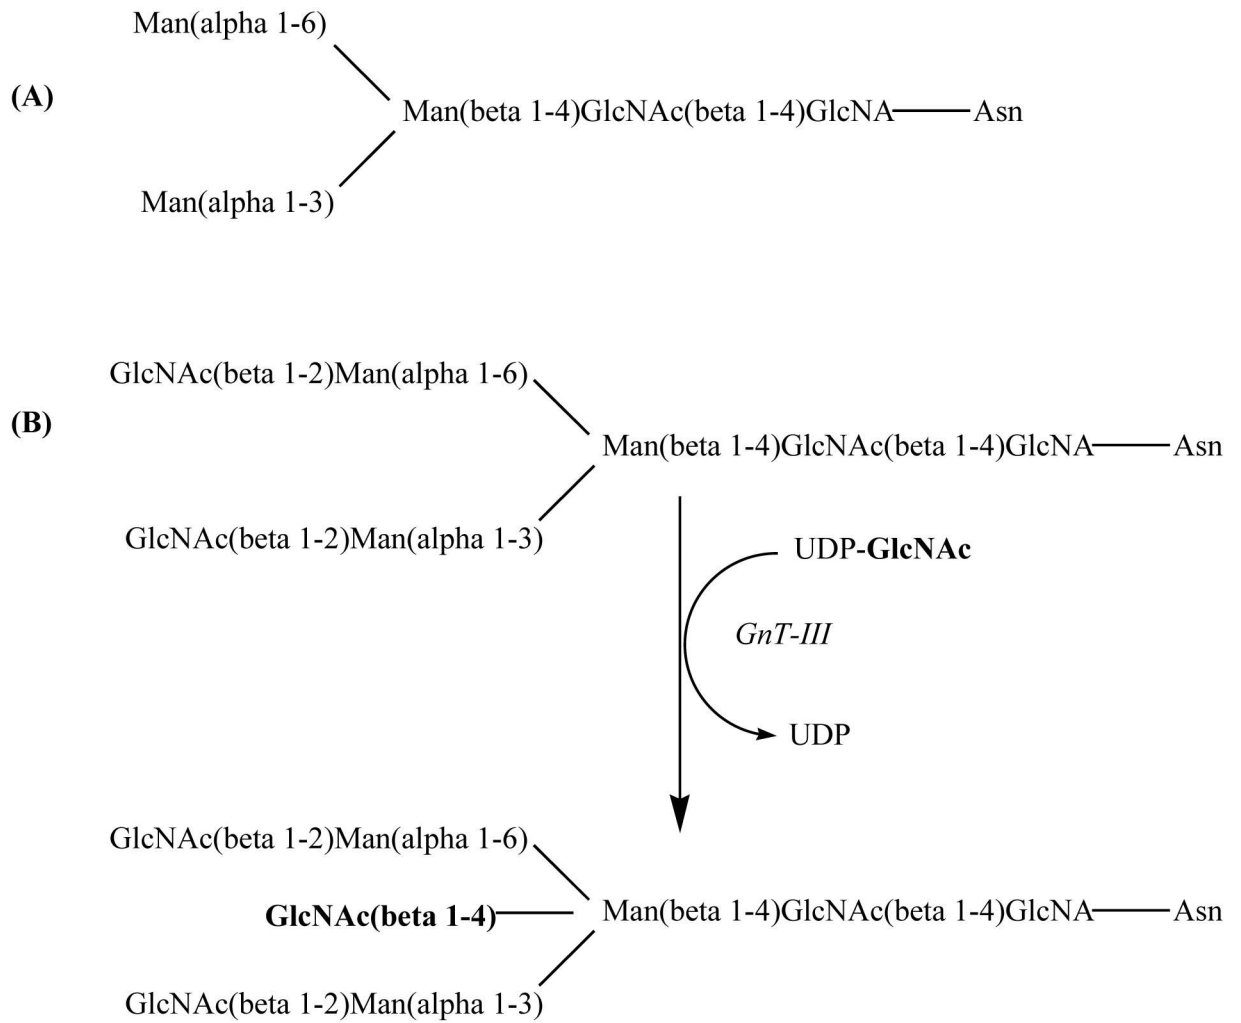 Man(alpha 1-6)
(A)
Man(beta 1-4)GlcNAc(beta 1-4)GlcNA Asn
Man(alpha 1-3)
GlcNAc(beta 1-2)Man(alpha 1-6)
(B)
Man(beta 1-4)GlcNAc(beta 1-4)GlcNA Asn
GlcNAc(beta 1-2)Man(alpha 1-3)
UDP-GlcNAc
GnT-III
UDP
GlcNAc(beta 1-2)Man(alpha 1-6)
GlcNAc(beta 1-4) Man(beta 1-4)GlcNAc(beta 1-4)GlcNA Asn
GlcNAc(beta 1-2)Man(alpha 1-3)